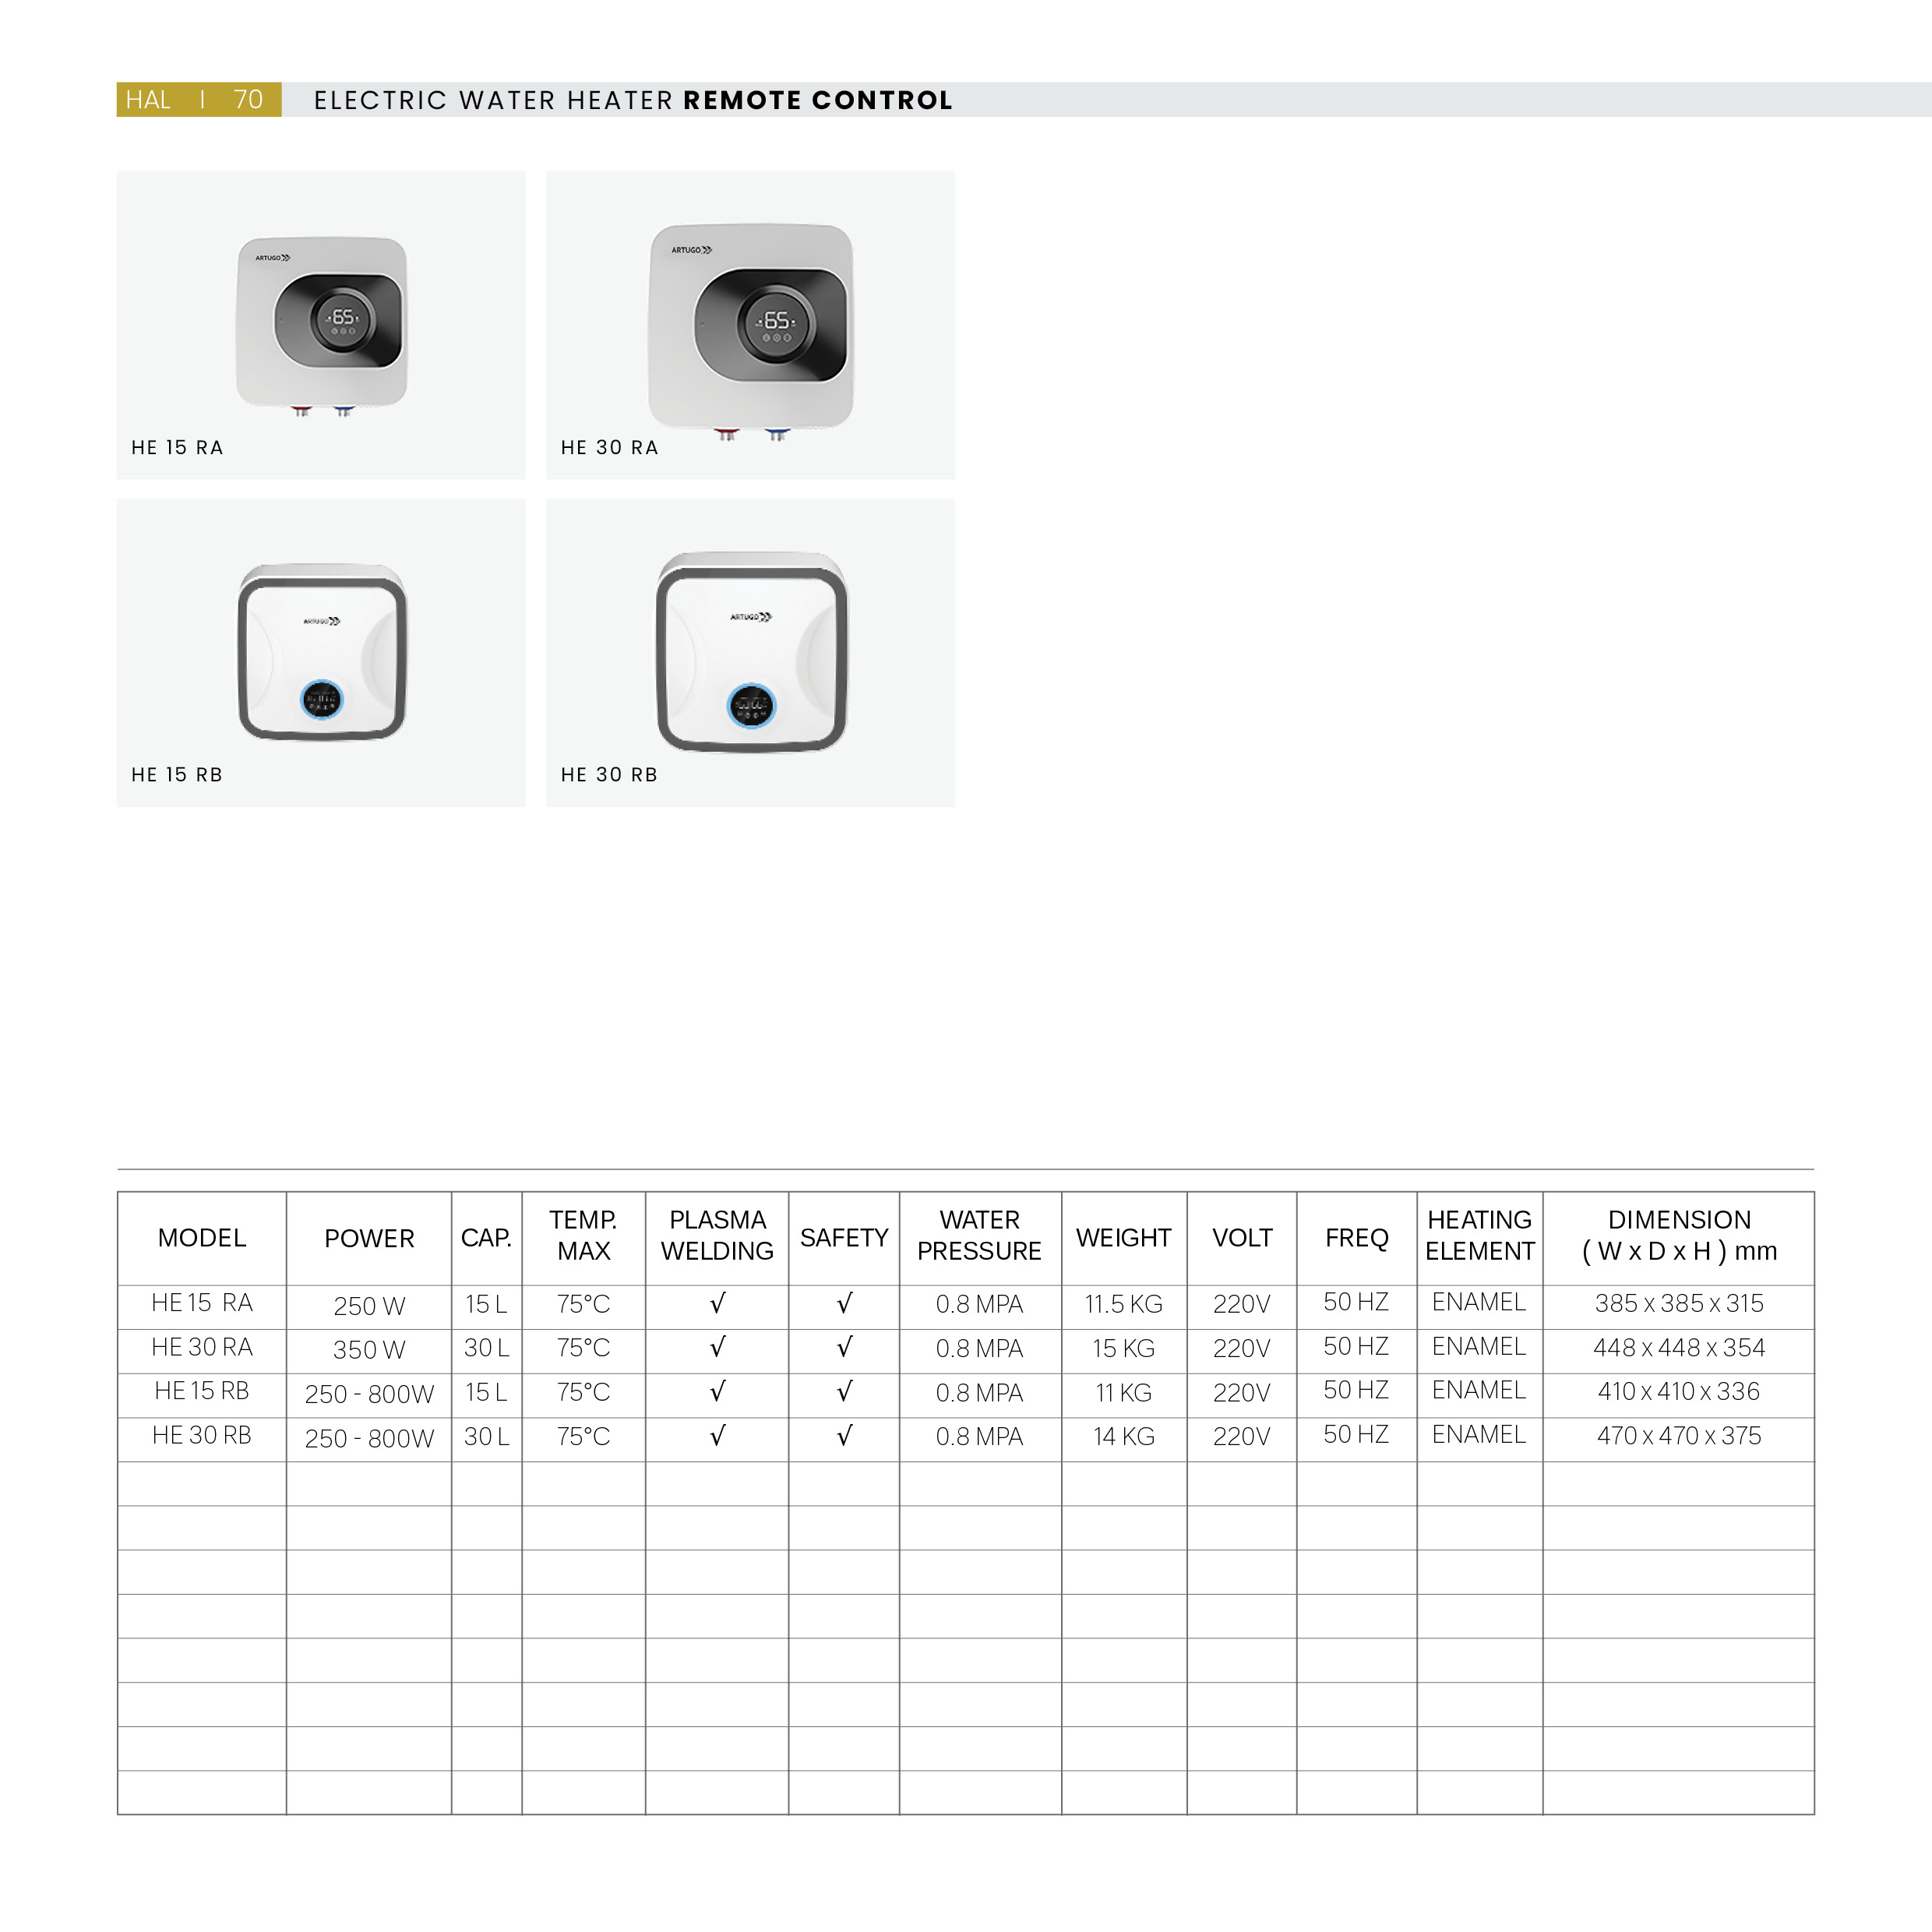 HAL | 70 ELECTRIC WATER HEATER REMOTE CONTROL
ARTUGO
65
HE 15 RA
ARTUGO
65
HE 30 RA
ARTUGO
HE 15 RB
ARTUGO
HE 30 RB
MODEL POWER CAP. TEMP. MAX PLASMA WELDING SAFETY WATER PRESSURE WEIGHT VOLT FREQ HEATING ELEMENT DIMENSION ( W x D x H ) mm
HE 15 RA 250 W 15 L 75°C √ √ 0.8 MPA 11.5 KG 220V 50 HZ ENAMEL 385 x 385 x 315
HE 30 RA 350 W 30 L 75°C √ √ 0.8 MPA 15 KG 220V 50 HZ ENAMEL 448 x 448 x 354
HE 15 RB 250 - 800W 15 L 75°C √ √ 0.8 MPA 11 KG 220V 50 HZ ENAMEL 410 x 410 x 336
HE 30 RB 250 - 800W 30 L 75°C √ √ 0.8 MPA 14 KG 220V 50 HZ ENAMEL 470 x 470 x 375